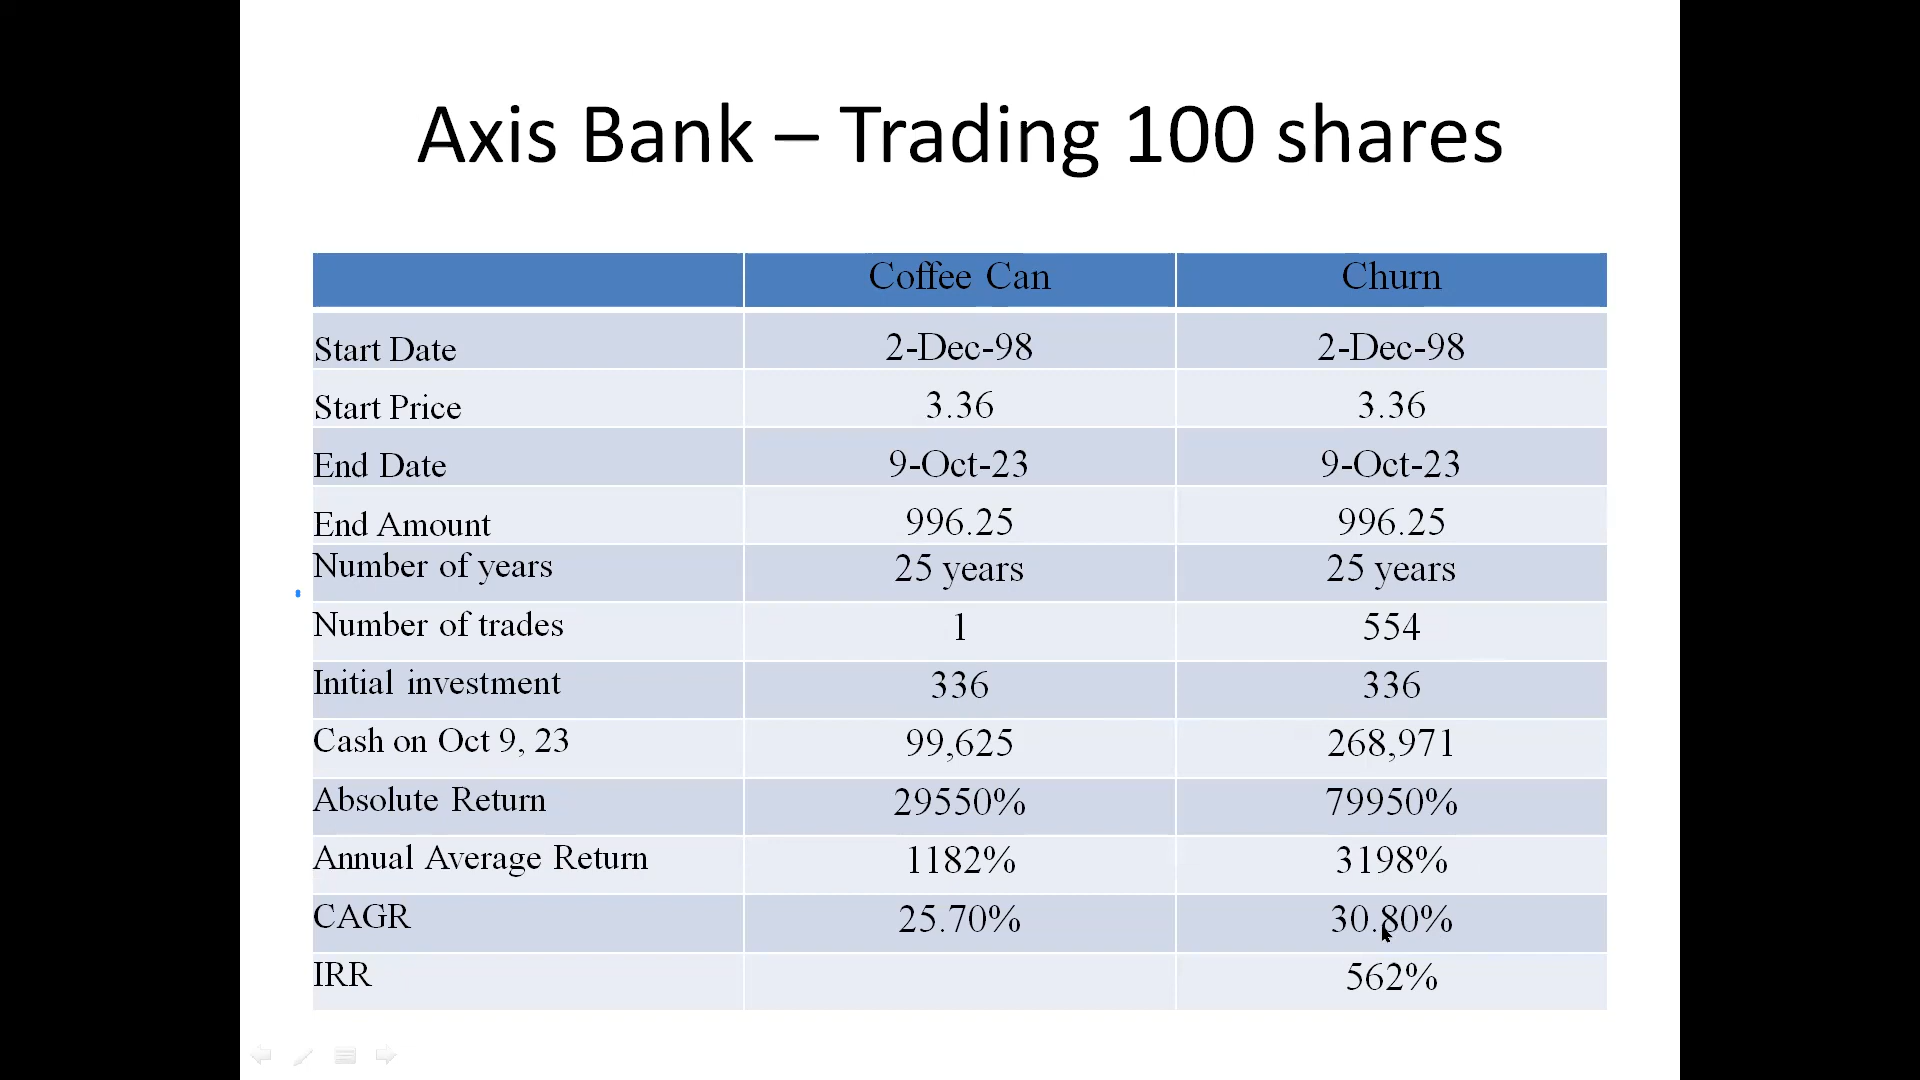 Axis Bank – Trading 100 shares
Coffee Can Churn
Start Date 2-Dec-98 2-Dec-98
Start Price 3.36 3.36
End Date 9-Oct-23 9-Oct-23
End Amount 996.25 996.25
Number of years 25 years 25 years
Number of trades 1 554
Initial investment 336 336
Cash on Oct 9, 23 99,625 268,971
Absolute Return 29550% 79950%
Annual Average Return 1182% 3198%
CAGR 25.70% 30.80%
IRR 562%